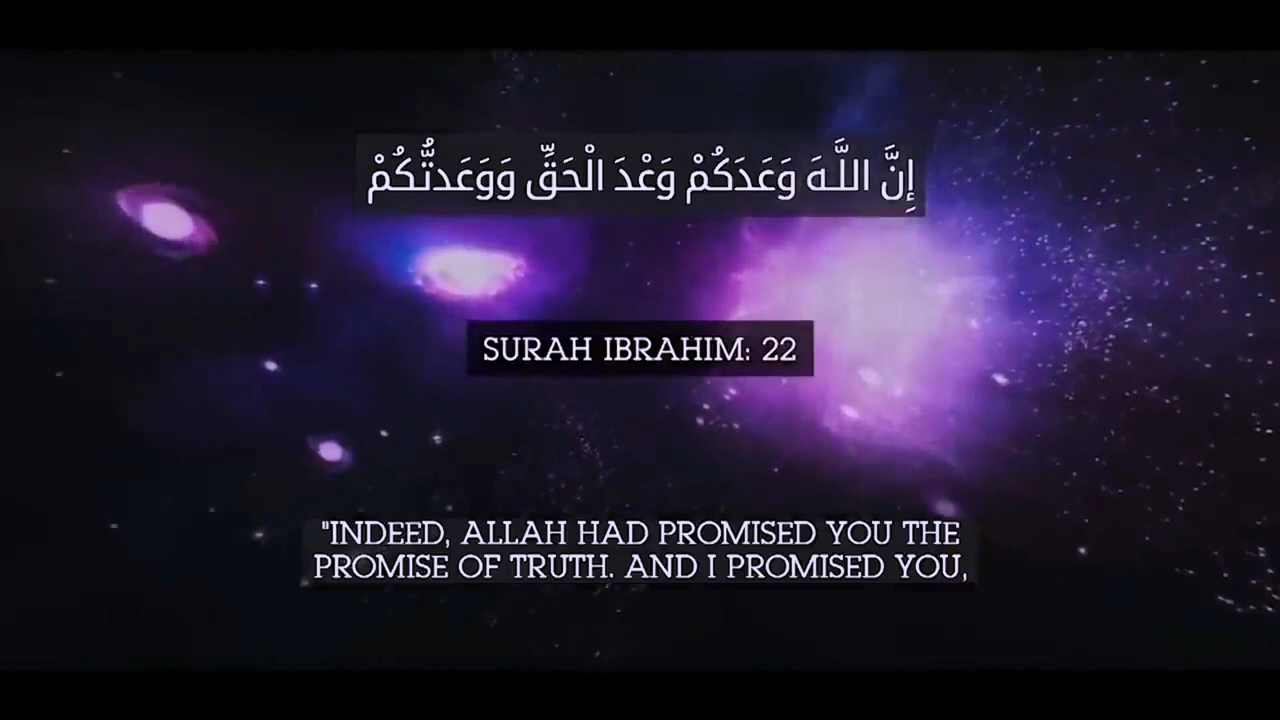 إِنَّ اللَّهَ وَعَدَكُمْ وَعْدَ الْحَقِّ وَوَعَدتُّكُمْ
SURAH IBRAHIM: 22
"INDEED, ALLAH HAD PROMISED YOU THE
PROMISE OF TRUTH. AND I PROMISED YOU,